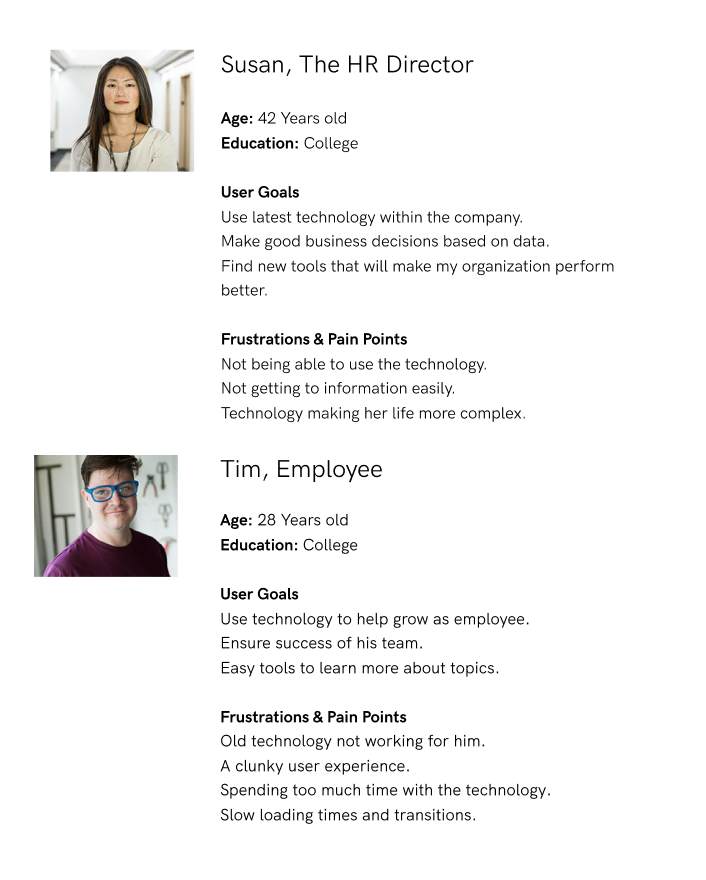 Susan, The HR Director
Age: 42 Years old
Education: College
User Goals
Use latest technology within the company.
Make good business decisions based on data.
Find new tools that will make my organization perform
better.
Frustrations & Pain Points
Not being able to use the technology.
Not getting to information easily.
Technology making her life more complex.
Tim, Employee
Age: 28 Years old
Education: College
User Goals
Use technology to help grow as employee.
Ensure success of his team.
Easy tools to learn more about topics.
Frustrations & Pain Points
Old technology not working for him.
A clunky user experience.
Spending too much time with the technology.
Slow loading times and transitions.